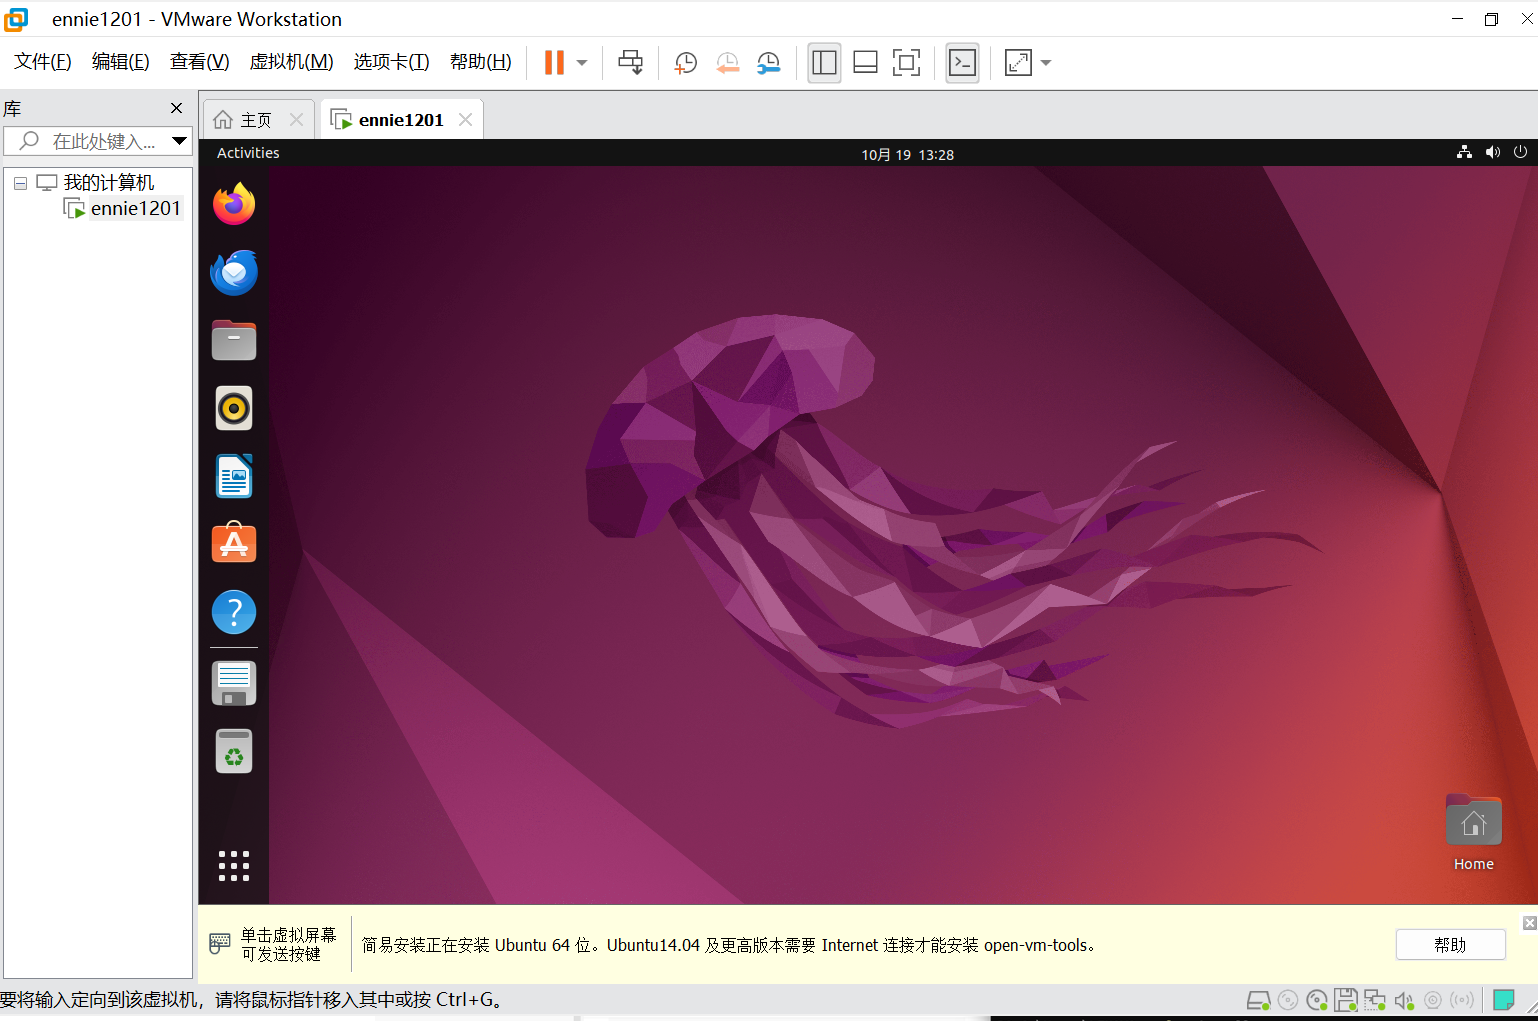 ennie1201 - VMware Workstation
文件(F) 编辑(E) 查看(V) 虚拟机(M) 选项卡(T) 帮助(H)
库
在此处键入...
我的计算机
ennie1201
主页
ennie1201
Activities
10月 19 13:28
Home
单击虚拟屏幕
可发送按键
简易安装正在安装 Ubuntu 64 位。Ubuntu14.04 及更高版本需要 Internet 连接才能安装 open-vm-tools。
帮助
要将输入定向到该虚拟机，请将鼠标指针移入其中或按 Ctrl+G。